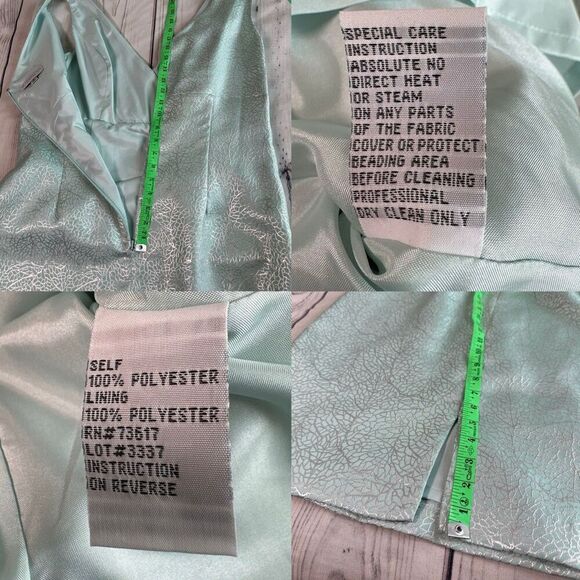 SPECIAL CARE
INSTRUCTION
ABSOLUTE NO
DIRECT HEAT
OR STEAM
ON ANY PARTS
OF THE FABRIC
COVER OR PROTECT
BEADING AREA
BEFORE CLEANING
PROFESSIONAL
DRY CLEAN ONLY
SELF
100% POLYESTER
LINING
100% POLYESTER
RN#73617
LOT#3337
INSTRUCTION
ON REVERSE